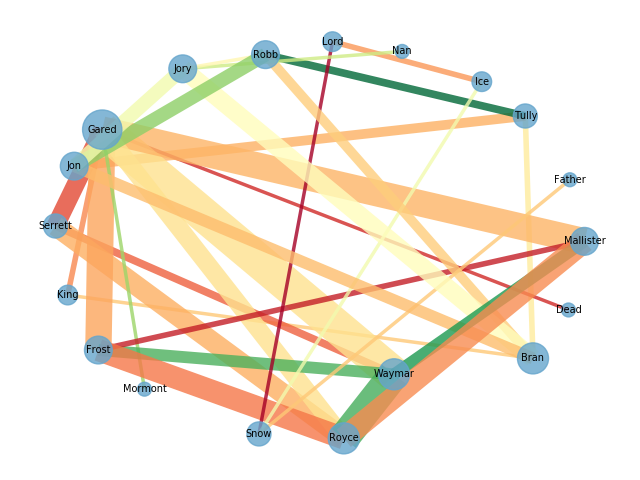 Lord
Nan
Robb
Jory
Ice
Tully
Gared
Jon
Father
Serrett
Mallister
King
Dead
Frost
Bran
Waymar
Mormont
Snow
Royce